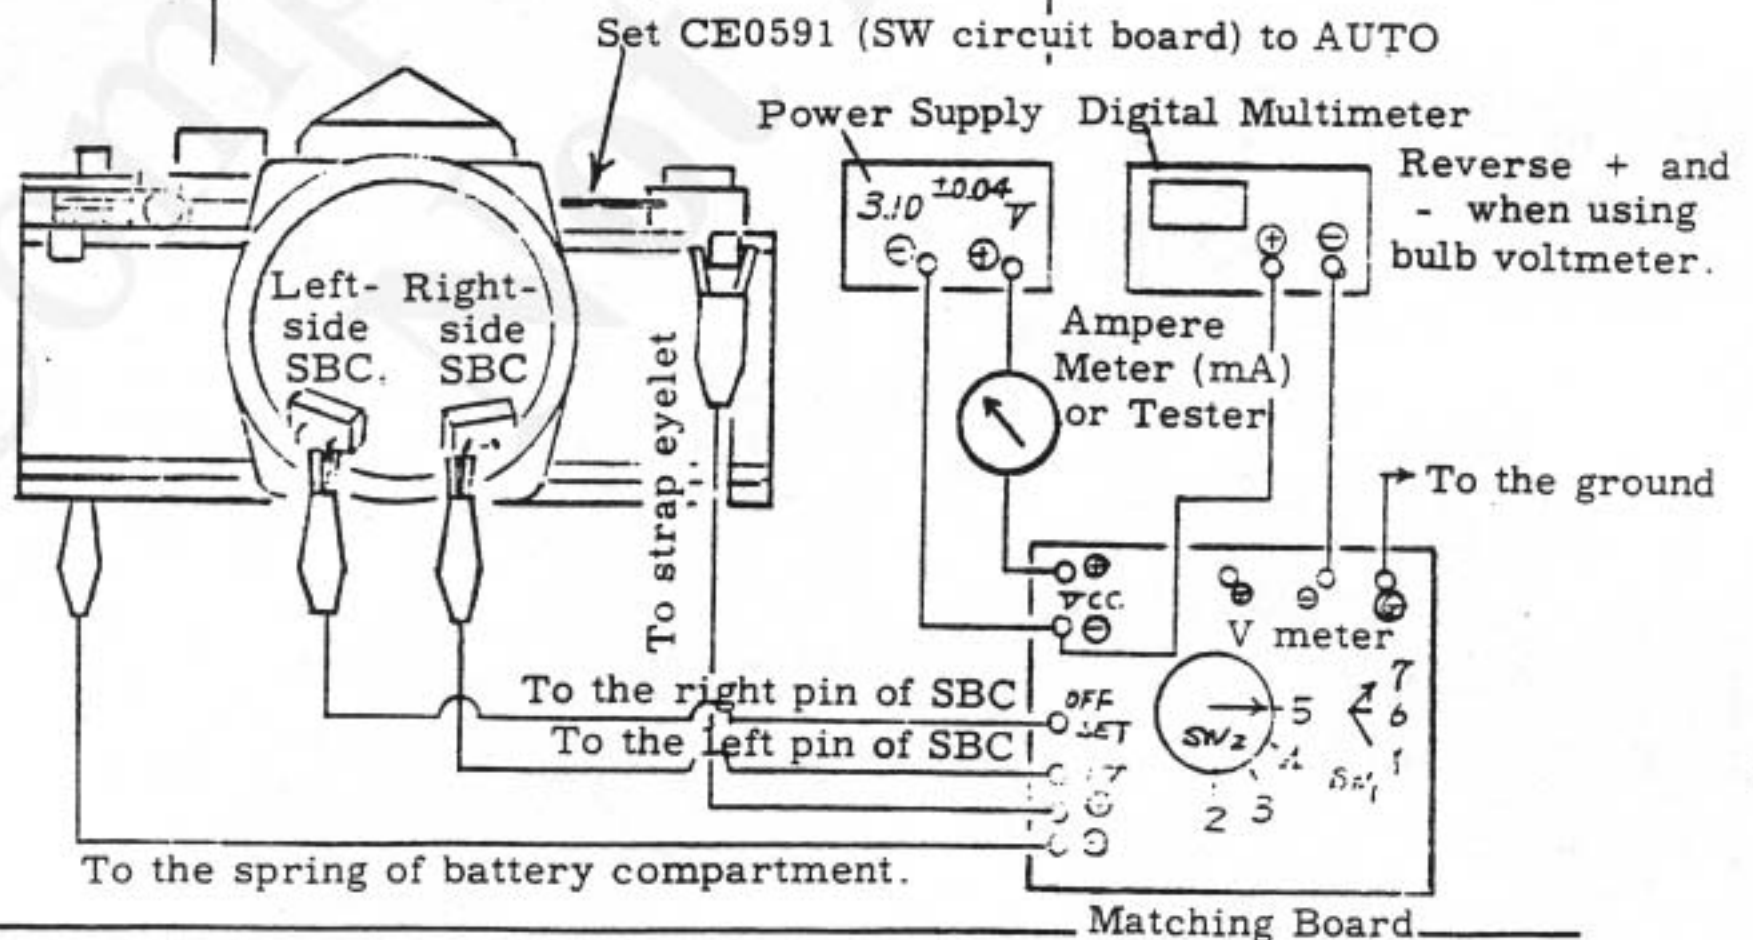 Set CE0591 (SW circuit board) to AUTO
Power Supply
Digital Multimeter
3.10 ±0.04 V
⊖ ⊕
⊕ ⊖
Reverse + and
- when using
bulb voltmeter.
Left-
side
SBC.
Right-
side
SBC
To strap eyelet
Ampere
Meter (mA)
or Tester
To the ground
⊕
VCC.
⊖
⊕ ⊖ G
V meter
To the right pin of SBC
To the left pin of SBC
OFF
SET
SW2
5
4
3
2
7
6
1
SW1
To the spring of battery compartment.
Matching Board